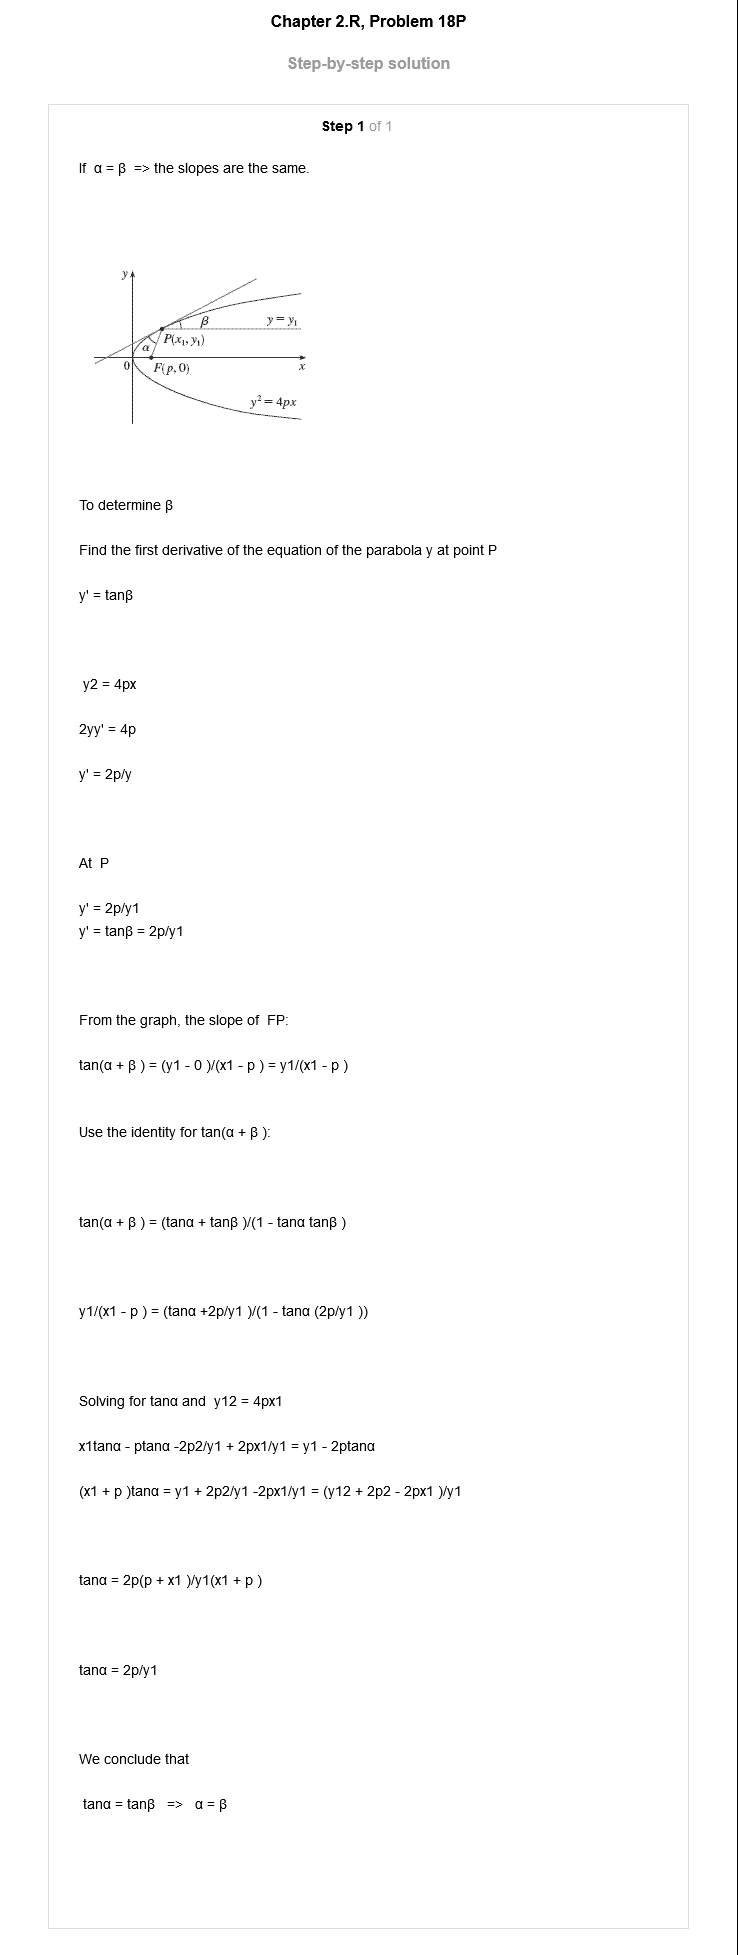 Chapter 2.R, Problem 18P
Step-by-step solution
Step 1 of 1
If α = β => the slopes are the same.
y
β
y = y₁
P(x₁, y₁)
α
0
F(p, 0)
x
y² = 4px
To determine β
Find the first derivative of the equation of the parabola y at point P
y' = tanβ
y2 = 4px
2yy' = 4p
y' = 2p/y
At P
y' = 2p/y1
y' = tanβ = 2p/y1
From the graph, the slope of FP:
tan(α + β ) = (y1 - 0 )/(x1 - p ) = y1/(x1 - p )
Use the identity for tan(α + β ):
tan(α + β ) = (tanα + tanβ )/(1 - tanα tanβ )
y1/(x1 - p ) = (tanα +2p/y1 )/(1 - tanα (2p/y1 ))
Solving for tanα and y12 = 4px1
x1tanα - ptanα -2p2/y1 + 2px1/y1 = y1 - 2ptanα
(x1 + p )tanα = y1 + 2p2/y1 -2px1/y1 = (y12 + 2p2 - 2px1 )/y1
tanα = 2p(p + x1 )/y1(x1 + p )
tanα = 2p/y1
We conclude that
tanα = tanβ => α = β